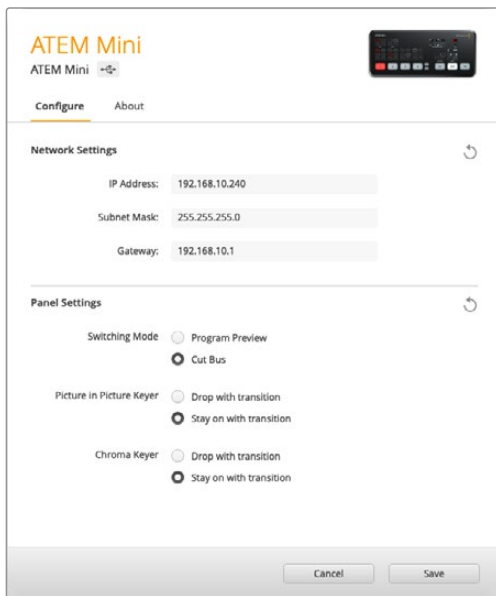 ATEM Mini
ATEM Mini
Configure About
Network Settings
IP Address: 192.168.10.240
Subnet Mask: 255.255.255.0
Gateway: 192.168.10.1
Panel Settings
Switching Mode Program Preview
Cut Bus
Picture in Picture Keyer Drop with transition
Stay on with transition
Chroma Keyer Drop with transition
Stay on with transition
Cancel Save